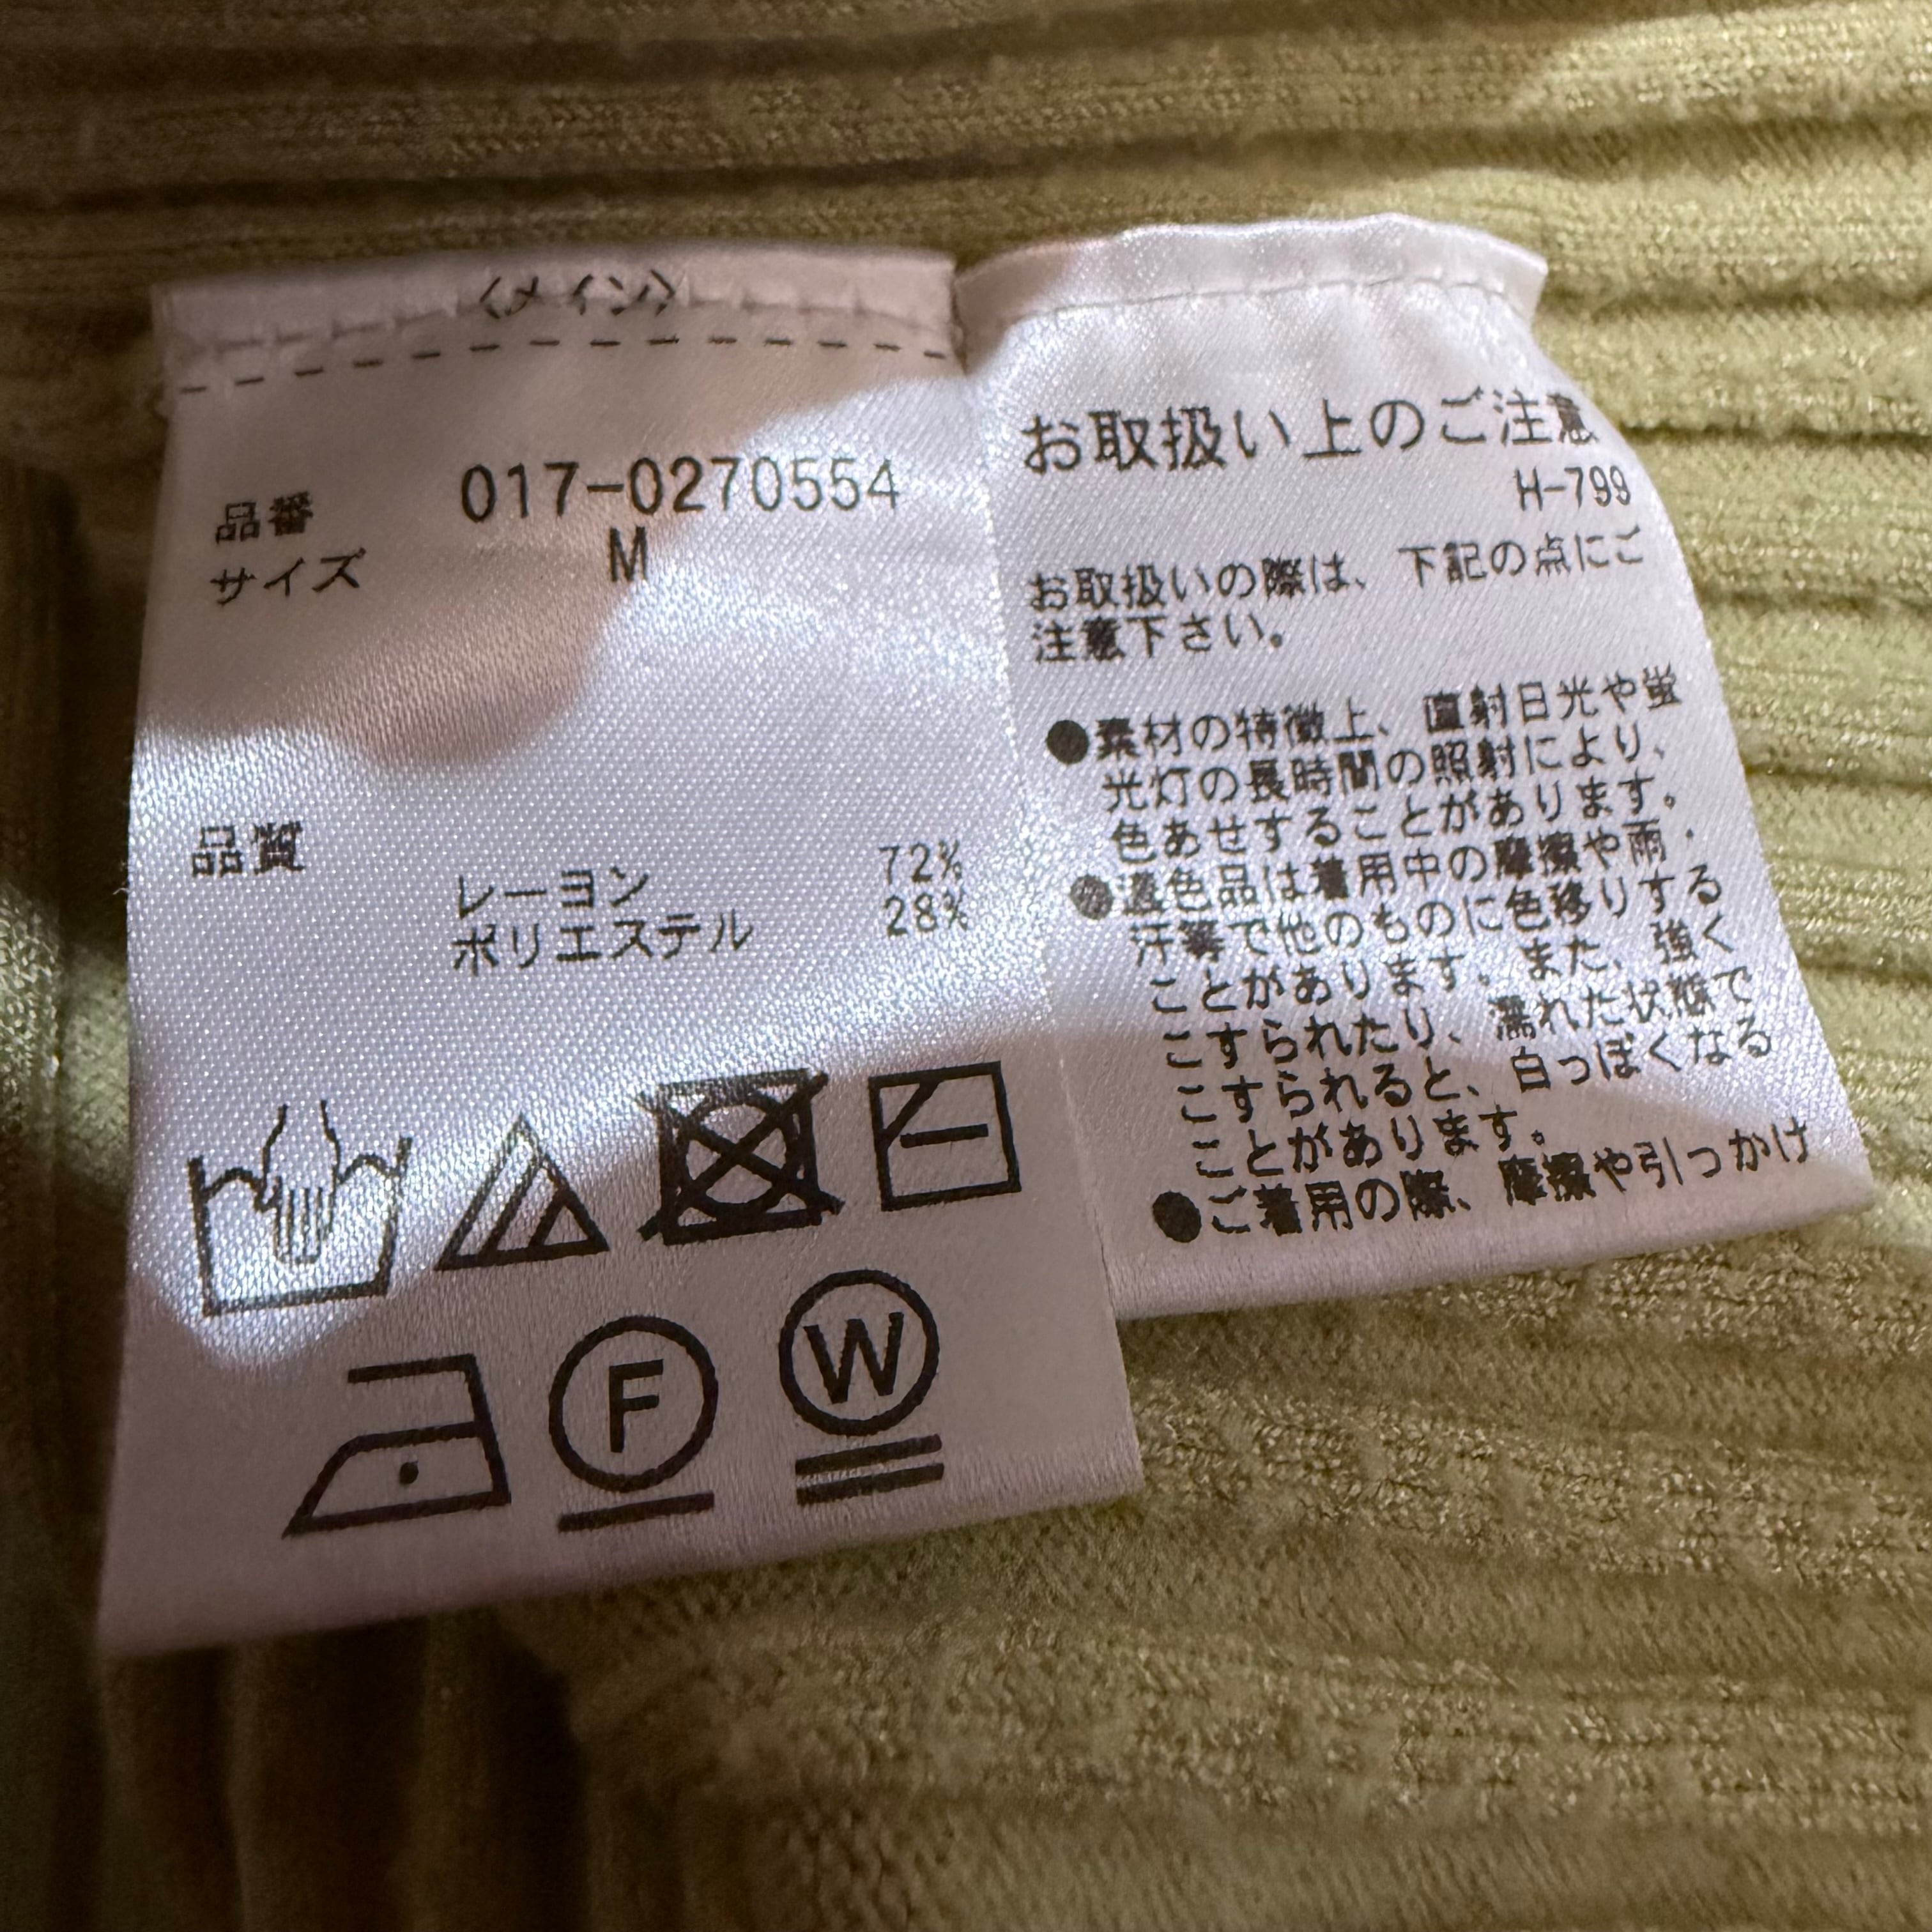 〈メイン〉
品番 017-0270554
サイズ M
品質
レーヨン 72%
ポリエステル 28%
F
W
お取扱い上のご注意
H-799
お取扱いの際は、下記の点にご
注意下さい。
●素材の特徴上、直射日光や蛍
光灯の長時間の照射により、
色あせすることがあります。
●濃色品は着用中の摩擦や雨・
汗等で他のものに色移りする
ことがあります。また、強く
こすられたり、濡れた状態で
こすられると、白っぽくなる
ことがあります。
●ご着用の際、摩擦や引っかけ